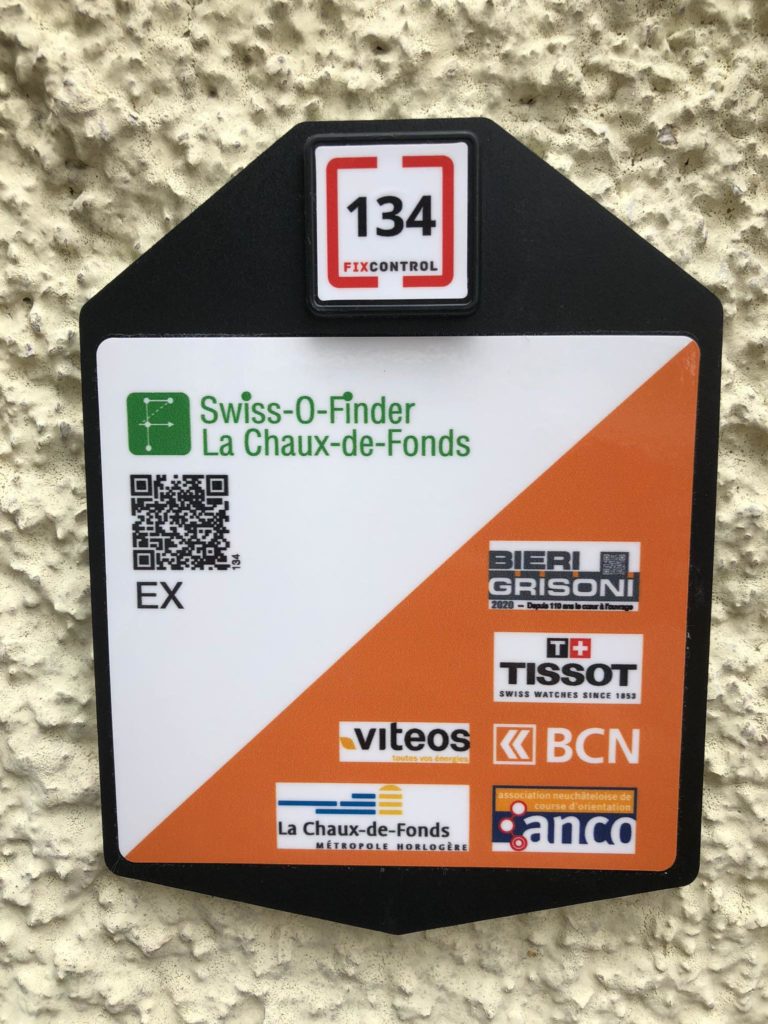 134
FIXCONTROL
Swiss-O-Finder
La Chaux-de-Fonds
134
EX
BIERI
GRISONI
2020 – Depuis 110 ans le cœur à l'ouvrage
T+
TISSOT
SWISS WATCHES SINCE 1853
viteos
toutes vos énergies
BCN
La Chaux-de-Fonds
MÉTROPOLE HORLOGÈRE
association neuchâteloise de
course d'orientation
anco